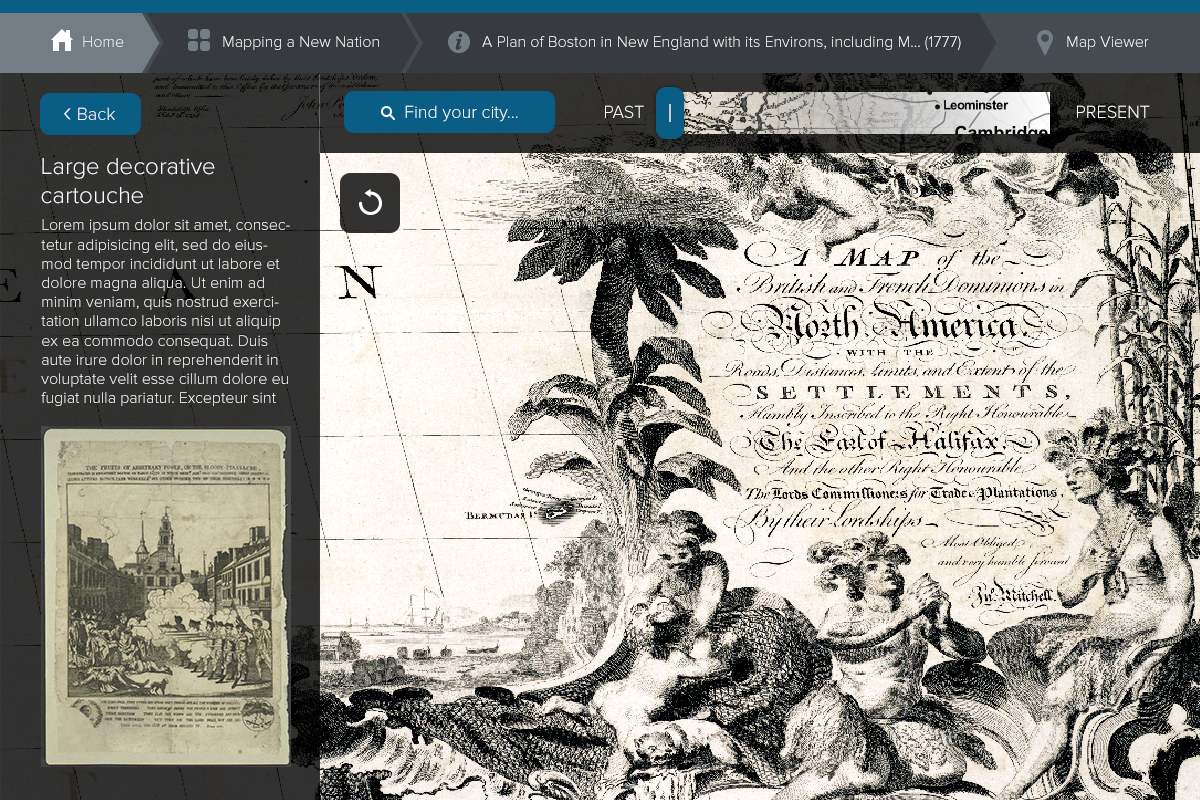 Home
Mapping a New Nation
A Plan of Boston in New England with its Environs, including M... (1777)
Map Viewer
Back
Find your city...
PAST
PRESENT
Leominster
Cambridge
Large decorative
cartouche
Lorem ipsum dolor sit amet, consec-
tetur adipisicing elit, sed do eius-
mod tempor incididunt ut labore et
dolore magna aliqua. Ut enim ad
minim veniam, quis nostrud exerci-
tation ullamco laboris nisi ut aliquip
ex ea commodo consequat. Duis
aute irure dolor in reprehenderit in
voluptate velit esse cillum dolore eu
fugiat nulla pariatur. Excepteur sint
E A N
E
THE FRUITS OF ARBITRARY POWER, OR THE BLOODY MASSACRE,
A MAP of the
British and French Dominions in
North America.
WITH THE
Roads, Distances, Limits, and Extent of the
SETTLEMENTS,
Humbly Inscribed to the Right Honourable
The Earl of Halifax,
And the other Right Honourable
The Lords Commissioners for Trade & Plantations,
By their Lordships
Most Obliged
and very humble servant
Jno. Mitchell.
BERMUDAS I.